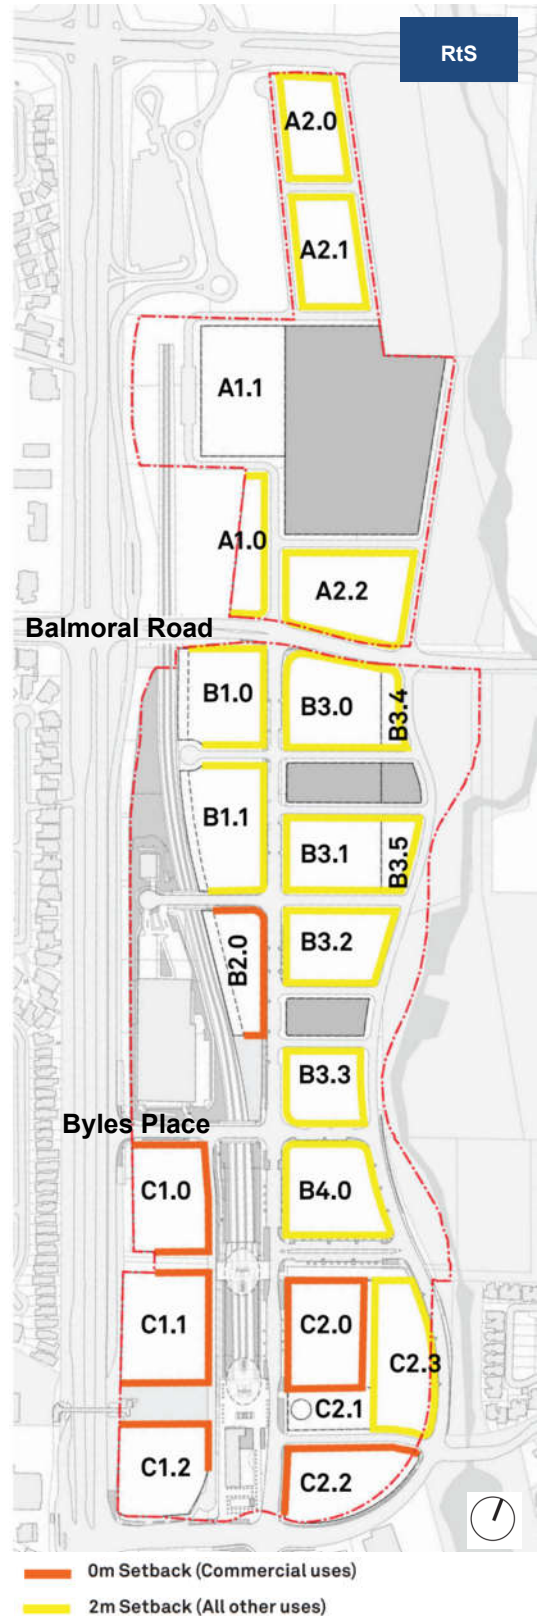 RtS
A2.0
A2.1
A1.1
A1.0
A2.2
Balmoral Road
B1.0
B3.0
B3.4
B1.1
B3.1
B3.5
B2.0
B3.2
B3.3
Byles Place
C1.0
B4.0
C1.1
C2.0
C2.3
C2.1
C1.2
C2.2
0m Setback (Commercial uses)
2m Setback (All other uses)